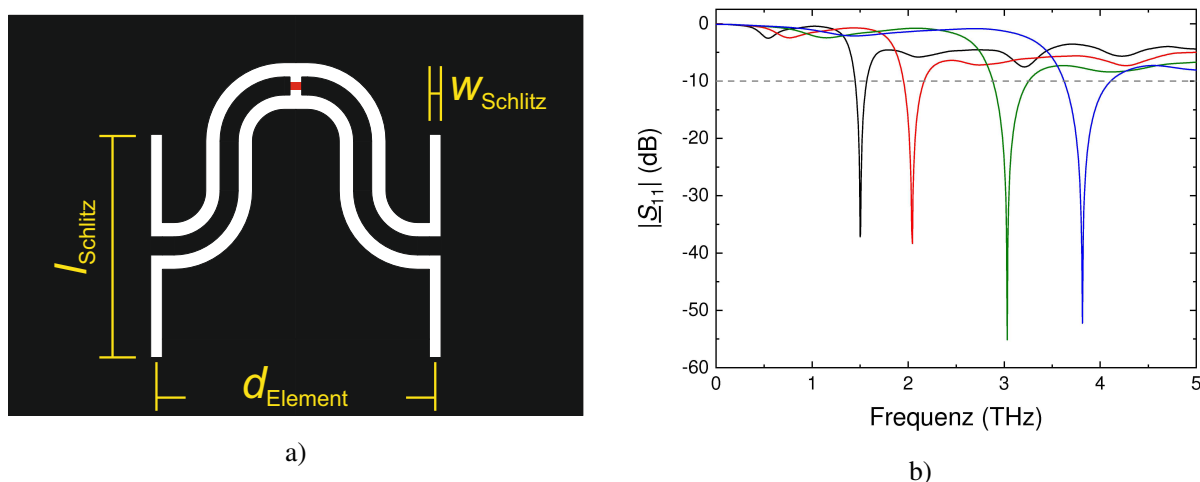 w_Schlitz
l_Schlitz
d_Element
a)
0
-10
-20
-30
-40
-50
-60
|S_11| (dB)
0 1 2 3 4 5
Frequenz (THz)
b)